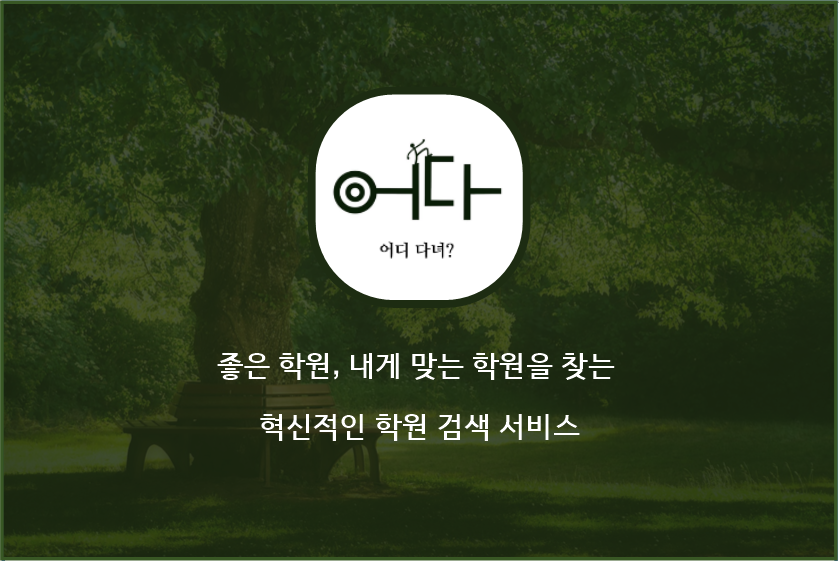 어다
어디 다녀?
좋은 학원, 내게 맞는 학원을 찾는
혁신적인 학원 검색 서비스